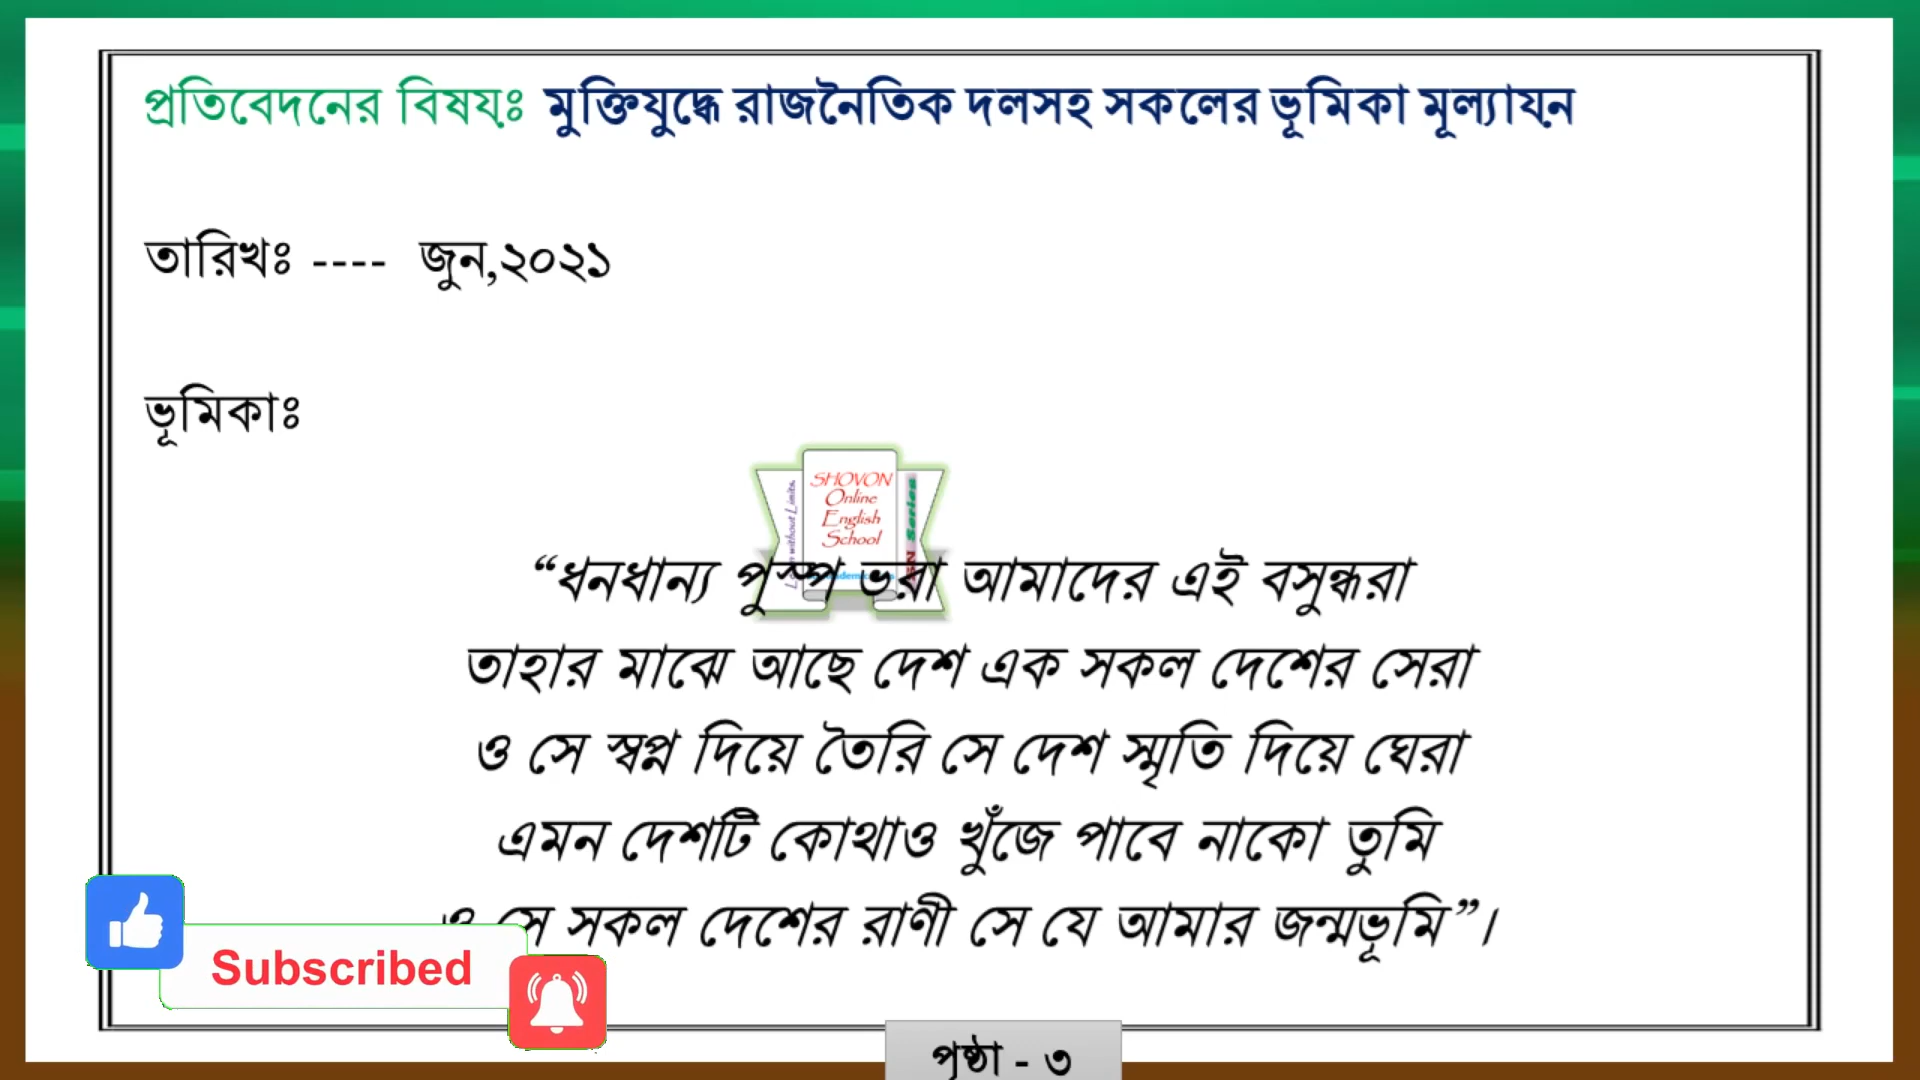 প্রতিবেদনের বিষয়ঃ মুক্তিযুদ্ধে রাজনৈতিক দলসহ সকলের ভূমিকা মূল্যায়ন
তারিখঃ ---- জুন,২০২১
ভূমিকাঃ
SHOVON
Online
English
School
Series
“ধনধান্য পুস্প ভরা আমাদের এই বসুন্ধরা
তাহার মাঝে আছে দেশ এক সকল দেশের সেরা
ও সে স্বপ্ন দিয়ে তৈরি সে দেশ স্মৃতি দিয়ে ঘেরা
এমন দেশটি কোথাও খুঁজে পাবে নাকো তুমি
ও সে সকল দেশের রাণী সে যে আমার জন্মভূমি”।
Subscribed
পৃষ্ঠা - ৩